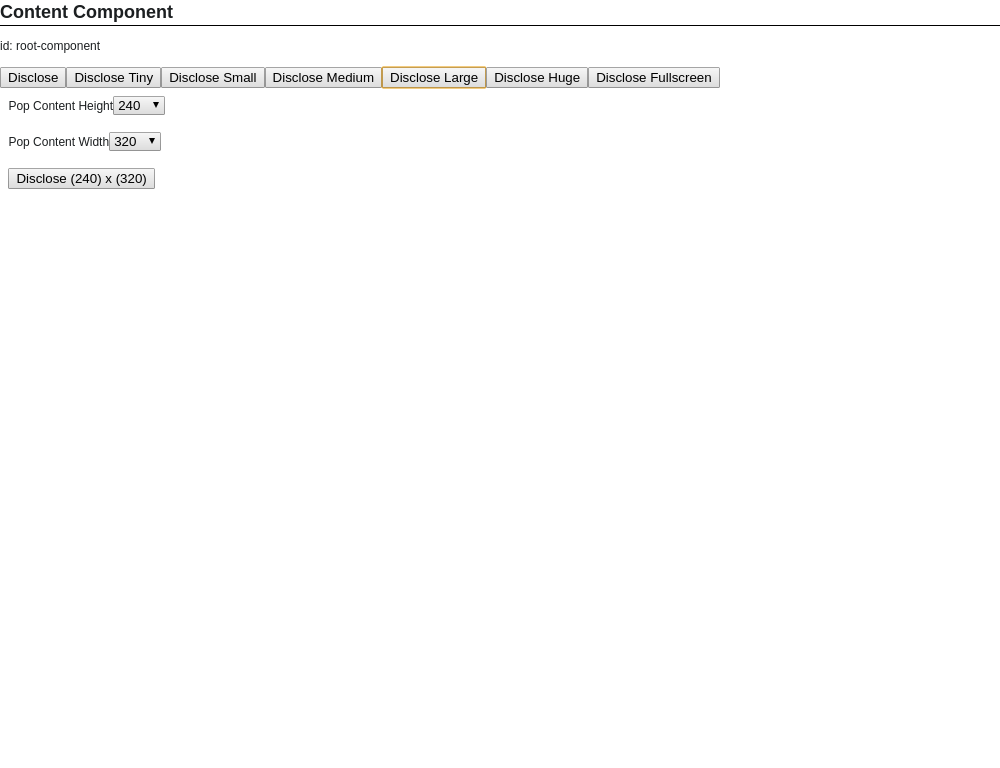 Content Component
id: root-component
Disclose Disclose Tiny Disclose Small Disclose Medium Disclose Large Disclose Huge Disclose Fullscreen
Pop Content Height 240
Pop Content Width 320
Disclose (240) x (320)